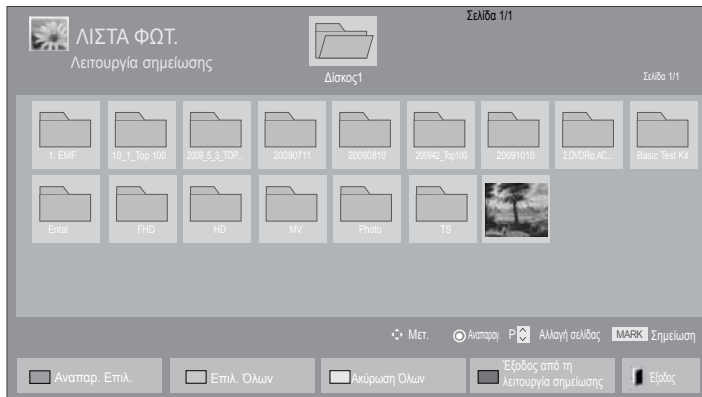 Σελίδα 1/1
ΛΙΣΤΑ ΦΩΤ.
Λειτουργία σημείωσης
Δίσκος1
Σελίδα 1/1
1. EMF 10_1_Top 100 2009_5_3_TOP... 20090711 20090810 200942_Top100 20091010 2.DVDRip AC... Basic Test Kit
Ental FHD HD MV Photo TS
Μετ. Αναπαραγ. P Αλλαγή σελίδας MARK Σημείωση
Αναπαρ. Επιλ. Επιλ. Όλων Ακύρωση Όλων Έξοδος από τη λειτουργία σημείωσης Έξοδος